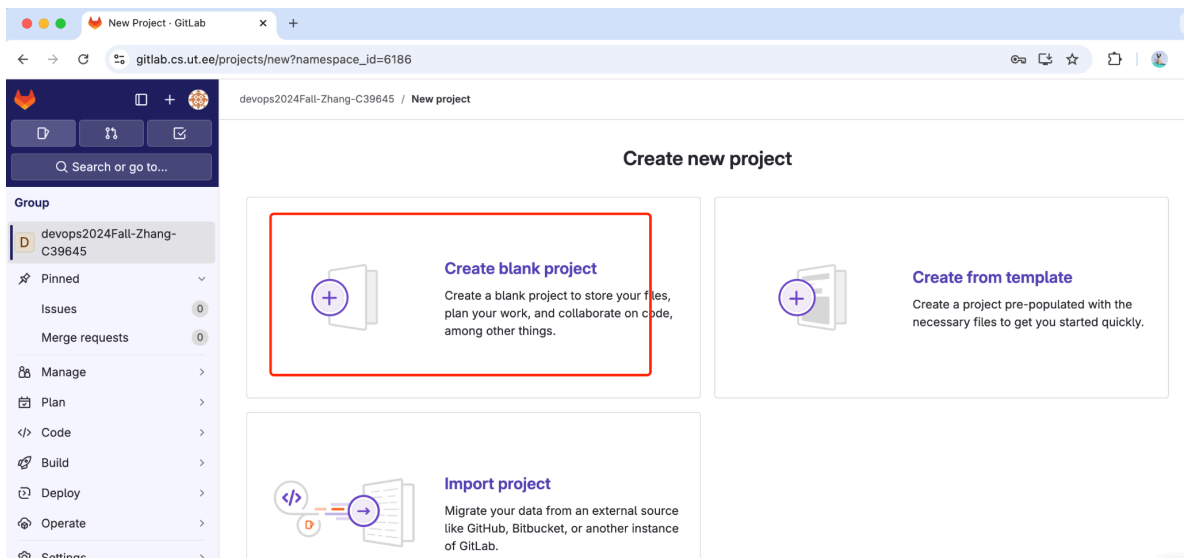 New Project · GitLab
gitlab.cs.ut.ee/projects/new?namespace_id=6186
devops2024Fall-Zhang-C39645 / New project
Search or go to...
Group
D
devops2024Fall-Zhang-
C39645
Pinned
Issues 0
Merge requests 0
Manage
Plan
Code
Build
Deploy
Operate
Settings
Create new project
Create blank project
Create a blank project to store your files,
plan your work, and collaborate on code,
among other things.
Create from template
Create a project pre-populated with the
necessary files to get you started quickly.
Import project
Migrate your data from an external source
like GitHub, Bitbucket, or another instance
of GitLab.